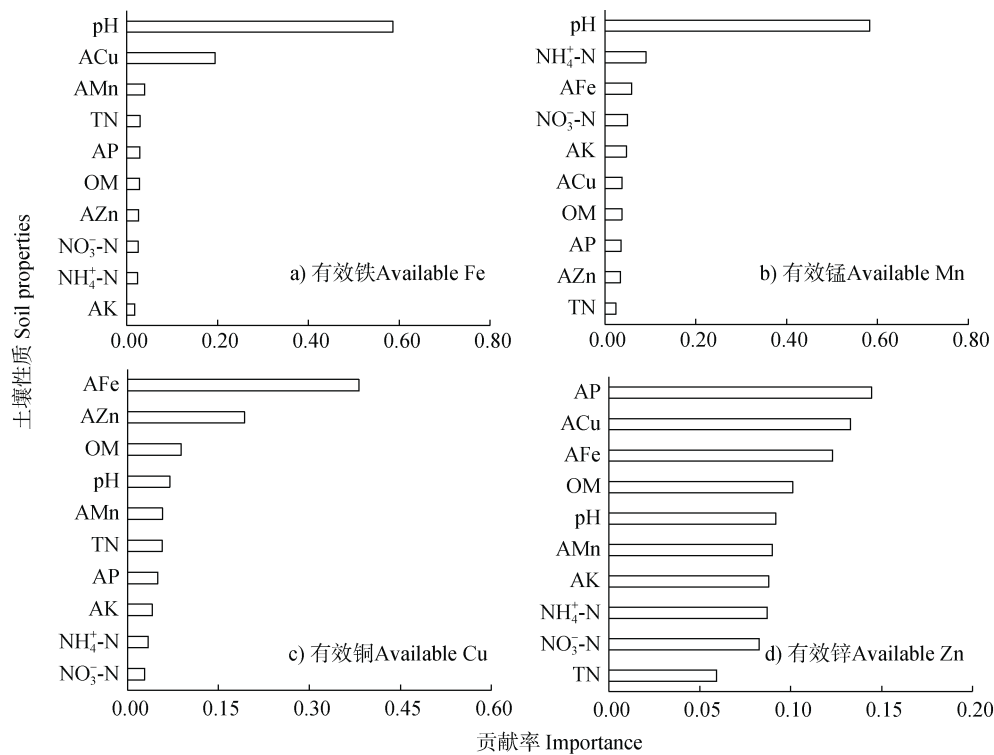 土壤性质 Soil properties
pH
ACu
AMn
TN
AP
OM
AZn
NO₃⁻-N
NH₄⁺-N
AK
a) 有效铁Available Fe
0.00 0.20 0.40 0.60 0.80
pH
NH₄⁺-N
AFe
NO₃⁻-N
AK
ACu
OM
AP
AZn
TN
b) 有效锰Available Mn
0.00 0.20 0.40 0.60 0.80
AFe
AZn
OM
pH
AMn
TN
AP
AK
NH₄⁺-N
NO₃⁻-N
c) 有效铜Available Cu
0.00 0.15 0.30 0.45 0.60
AP
ACu
AFe
OM
pH
AMn
AK
NH₄⁺-N
NO₃⁻-N
TN
d) 有效锌Available Zn
0.00 0.05 0.10 0.15 0.20
贡献率 Importance